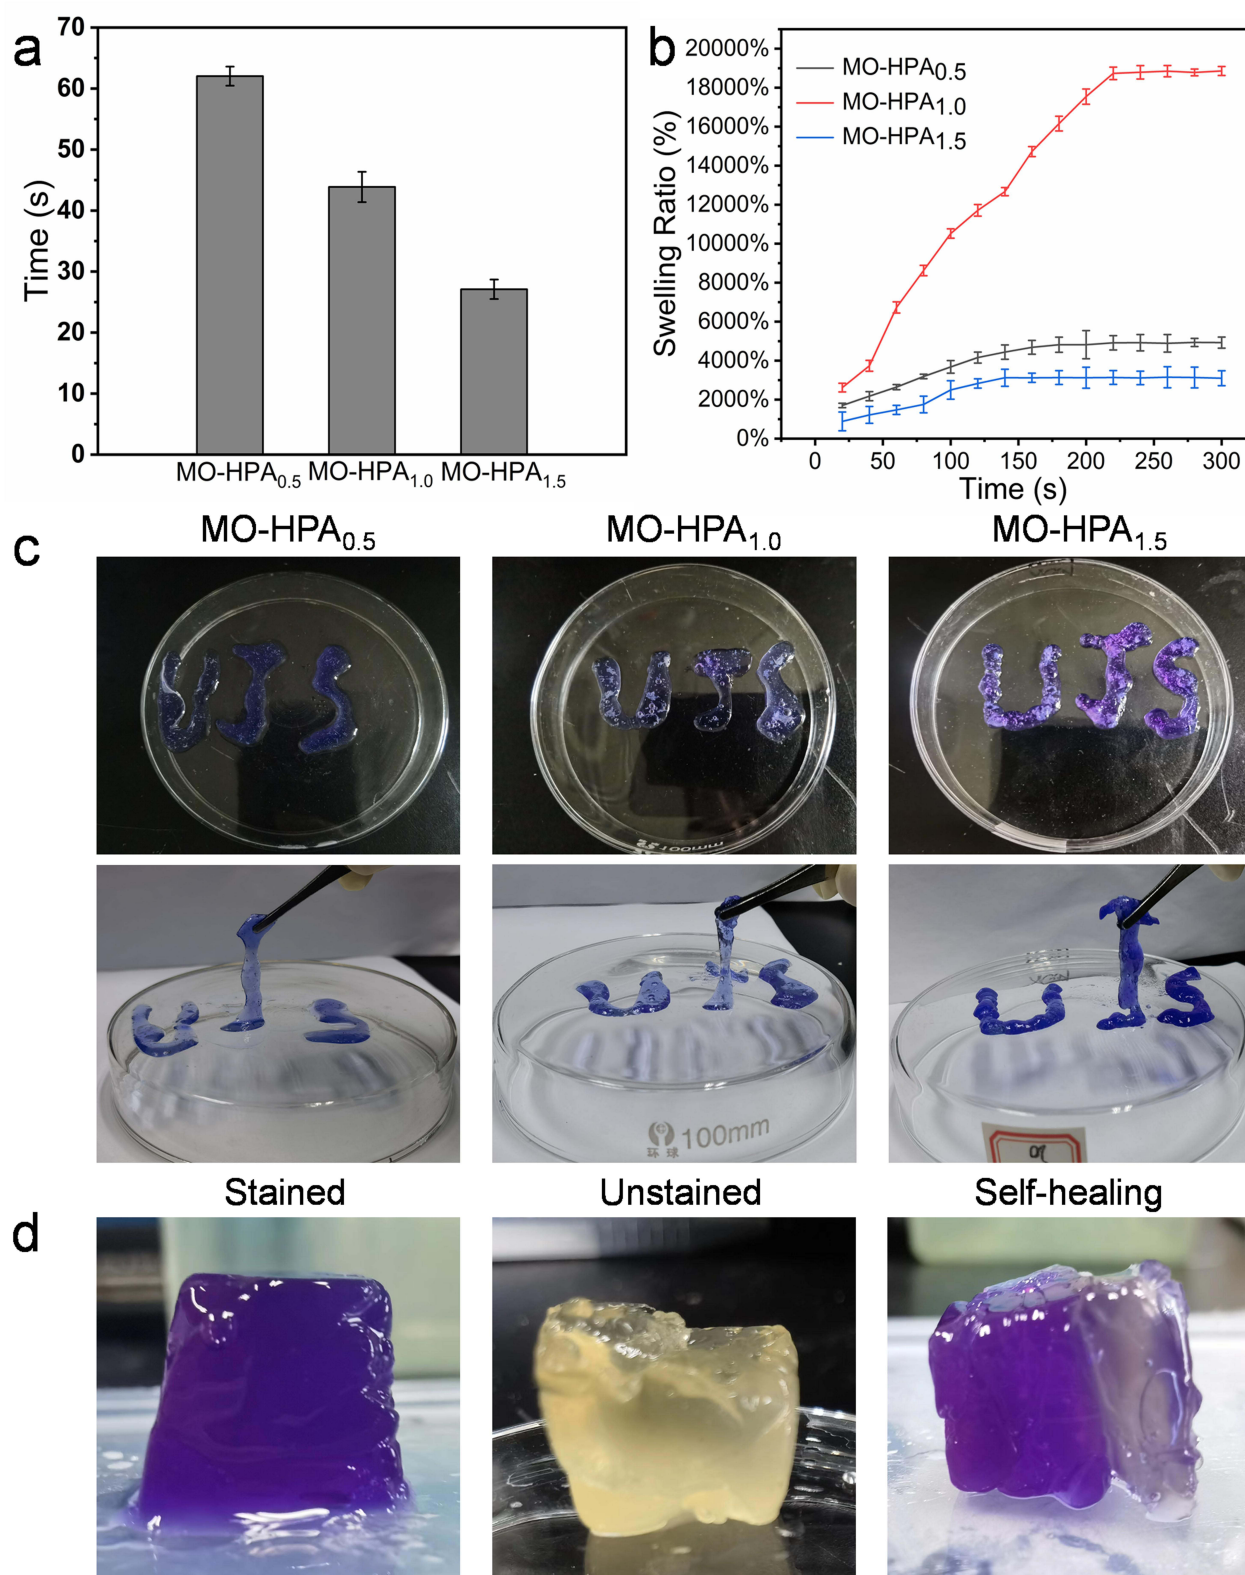 a
70
60
50
40
30
20
10
0
Time (s)
MO-HPA0.5
MO-HPA1.0
MO-HPA1.5
b
20000%
18000%
16000%
14000%
12000%
10000%
8000%
6000%
4000%
2000%
0%
Swelling Ratio (%)
MO-HPA0.5
MO-HPA1.0
MO-HPA1.5
0 50 100 150 200 250 300
Time (s)
c
MO-HPA0.5
MO-HPA1.0
MO-HPA1.5
UJS
UJS
UJS
100mm
U S
环球 100mm
d
Stained
Unstained
Self-healing